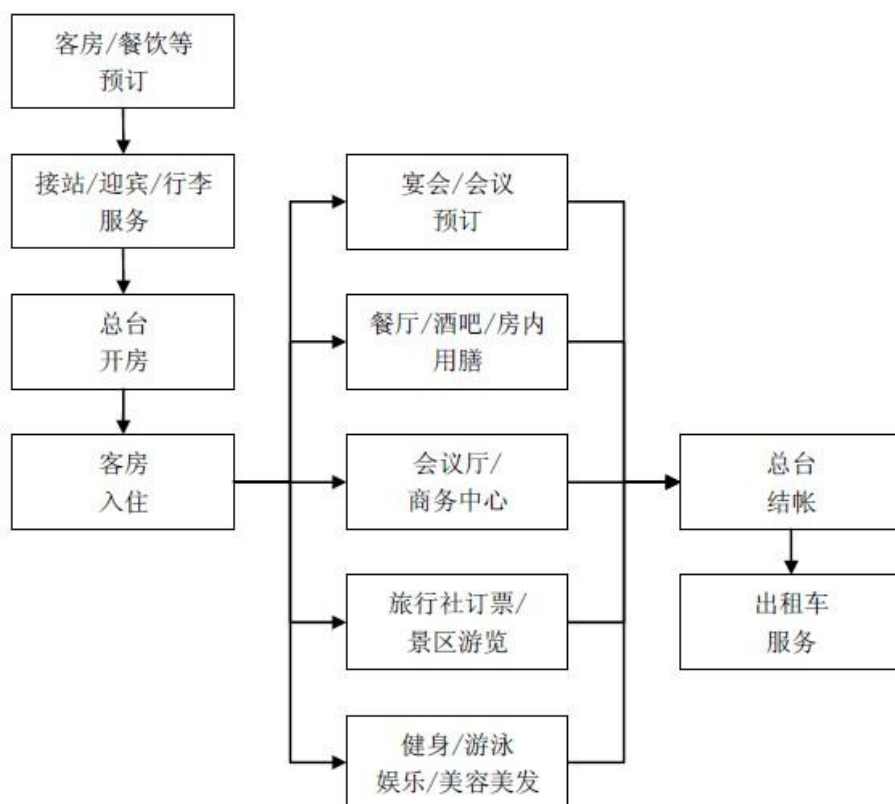 客房/餐饮等
预订
接站/迎宾/行李
服务
总台
开房
客房
入住
宴会/会议
预订
餐厅/酒吧/房内
用膳
会议厅/
商务中心
旅行社订票/
景区游览
健身/游泳
娱乐/美容美发
总台
结帐
出租车
服务